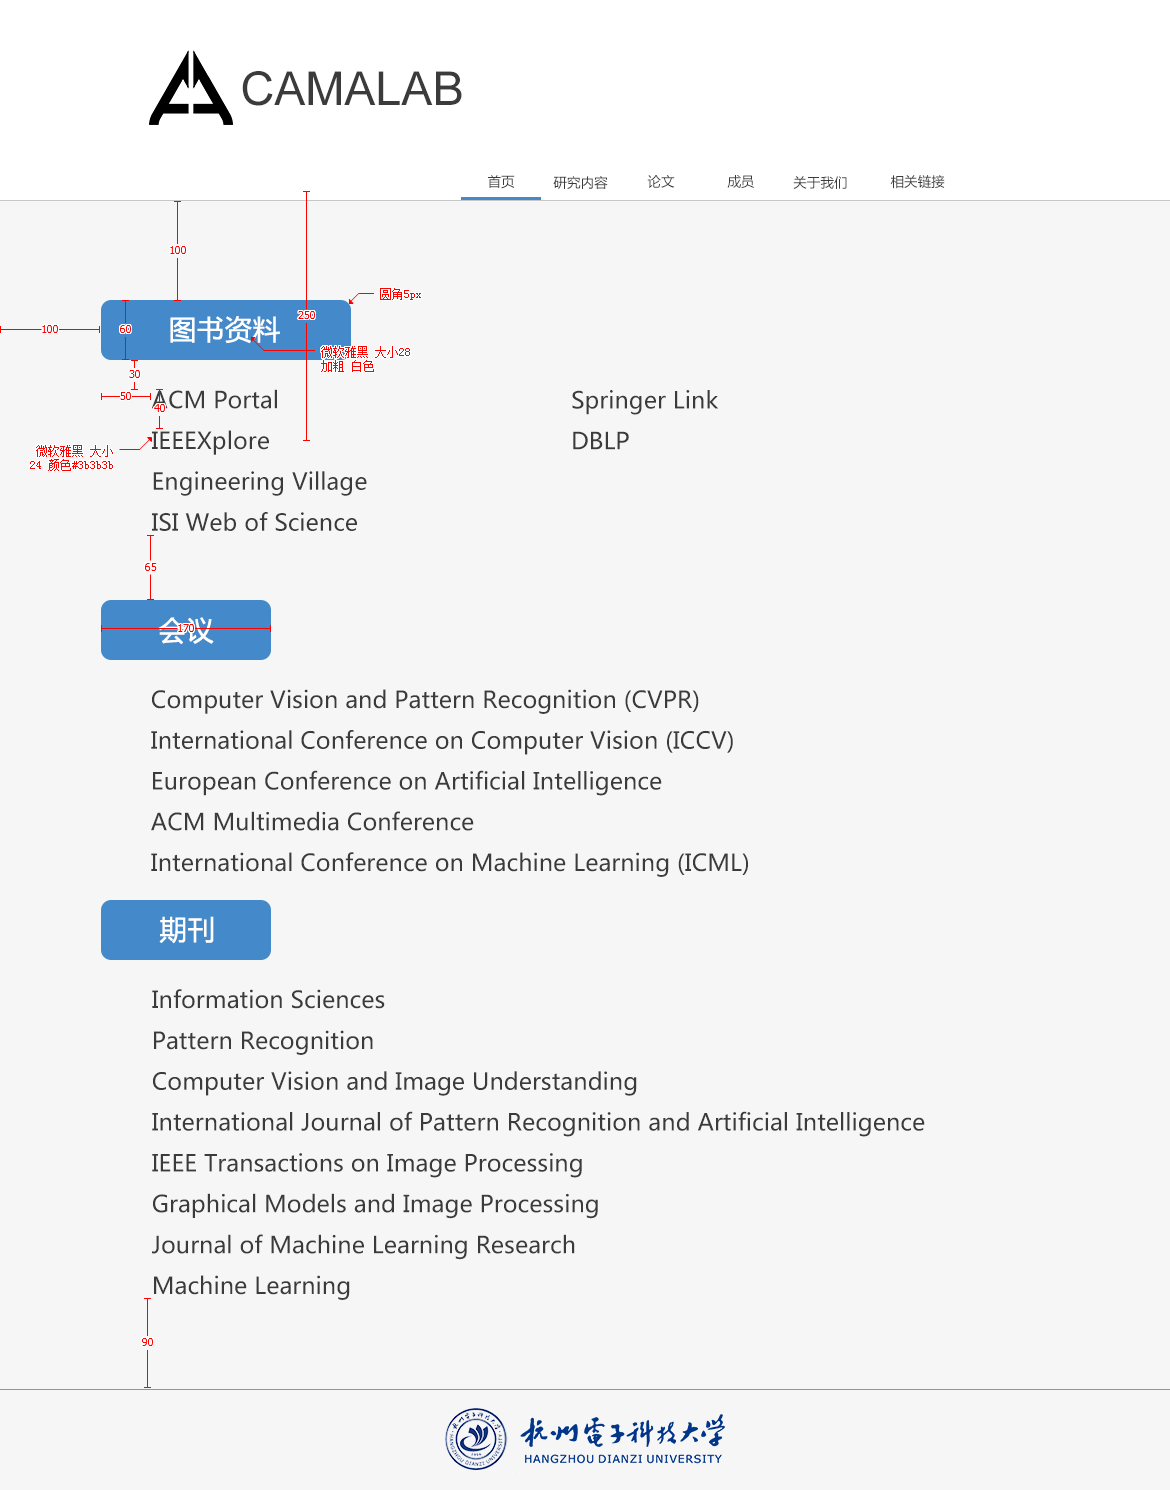 CAMALAB
首页 研究内容 论文 成员 关于我们 相关链接
100
250
圆角5px
100
60
图书资料
微软雅黑 大小28
加粗 白色
30
50
40
ACM Portal
Springer Link
IEEEXplore
DBLP
微软雅黑 大小
24 颜色#3b3b3b
Engineering Village
ISI Web of Science
65
会议
170
Computer Vision and Pattern Recognition (CVPR)
International Conference on Computer Vision (ICCV)
European Conference on Artificial Intelligence
ACM Multimedia Conference
International Conference on Machine Learning (ICML)
期刊
Information Sciences
Pattern Recognition
Computer Vision and Image Understanding
International Journal of Pattern Recognition and Artificial Intelligence
IEEE Transactions on Image Processing
Graphical Models and Image Processing
Journal of Machine Learning Research
Machine Learning
90
杭州電子科技大学
HANGZHOU DIANZI UNIVERSITY